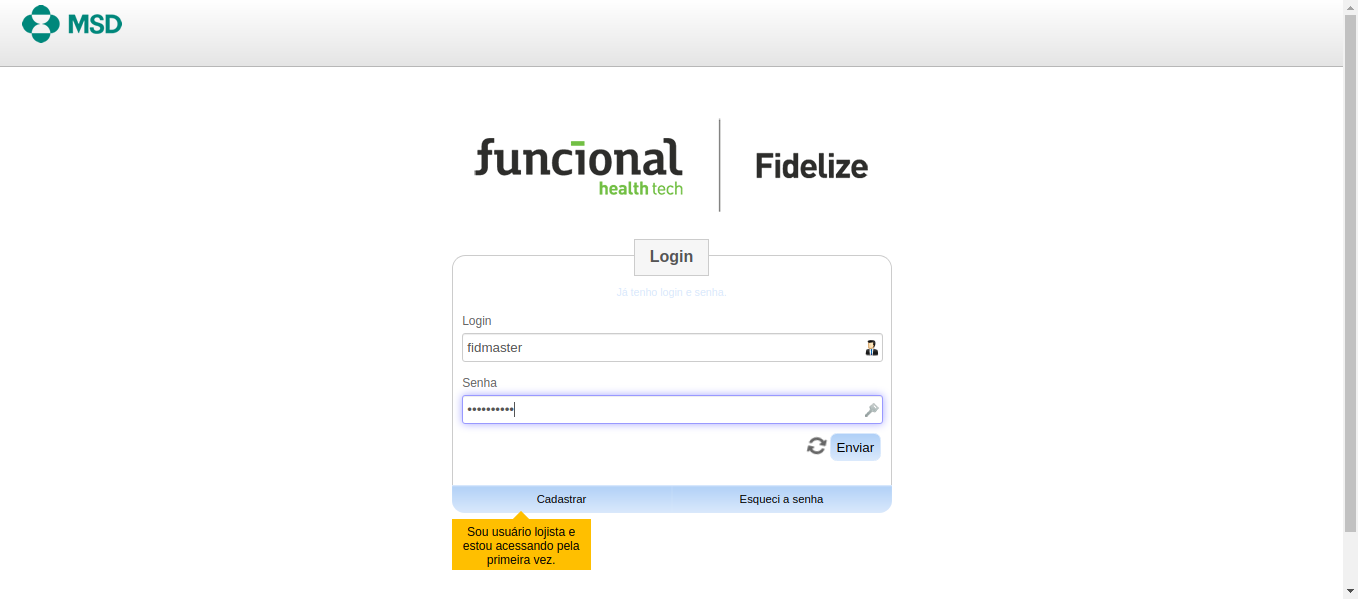 MSD
funcional
health tech
Fidelize
Login
Já tenho login e senha.
Login
fidmaster
Senha
••••••••••
Enviar
Cadastrar
Esqueci a senha
Sou usuário lojista e
estou acessando pela
primeira vez.